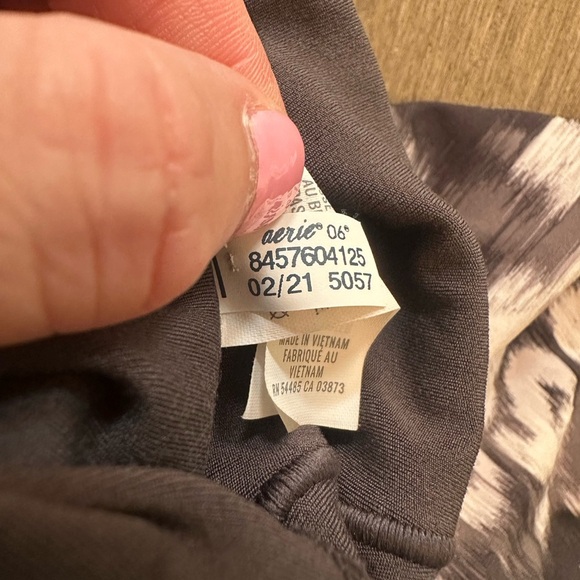 aerie® 06®
8457604125
02/21 5057
MADE IN VIETNAM
FABRIQUÉ AU
VIETNAM
RN 54485 CA 03873